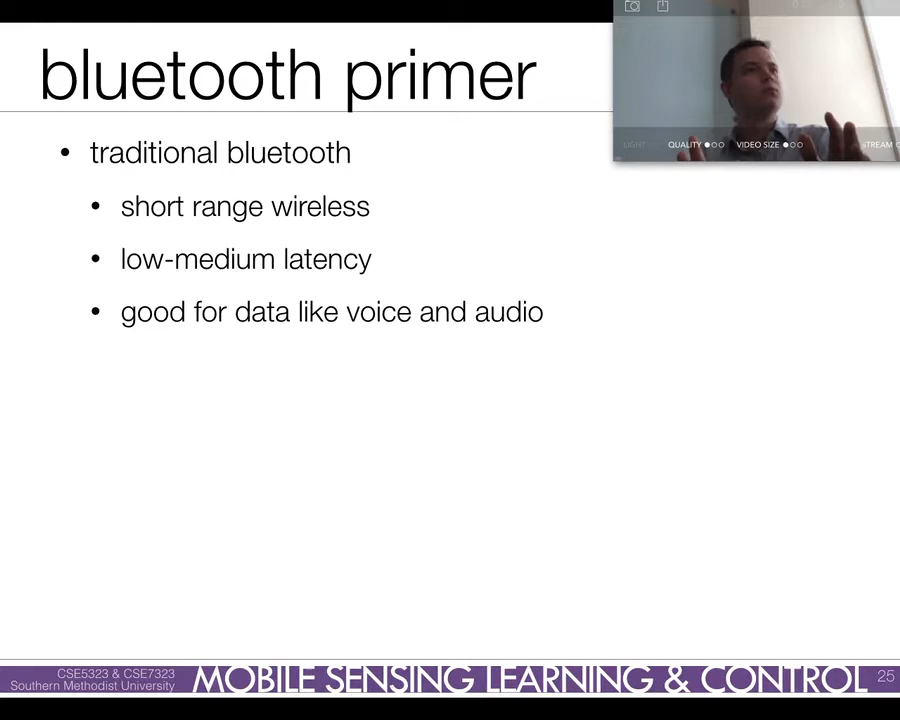 bluetooth primer
• traditional bluetooth
• short range wireless
• low-medium latency
• good for data like voice and audio
LIGHT QUALITY VIDEO SIZE
CSE5323 & CSE7323
Southern Methodist University
MOBILE SENSING LEARNING & CONTROL
25